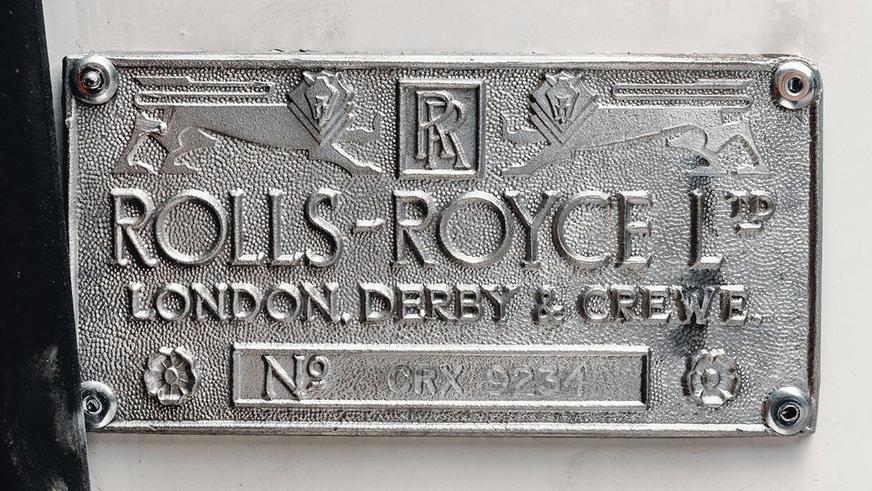 RR
ROLLS-ROYCE LTD
LONDON. DERBY & CREWE.
Nº CRX 9234